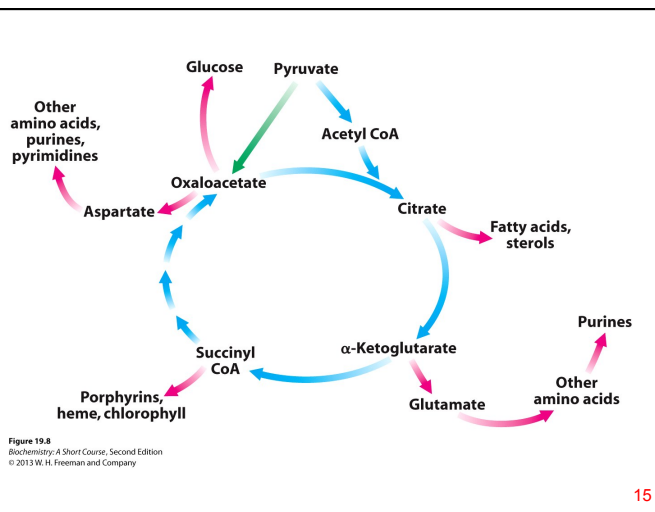 Glucose
Pyruvate
Other
amino acids,
purines,
pyrimidines
Acetyl CoA
Oxaloacetate
Aspartate
Citrate
Fatty acids,
sterols
Purines
Succinyl
CoA
α-Ketoglutarate
Porphyrins,
heme, chlorophyll
Glutamate
Other
amino acids
Figure 19.8
Biochemistry: A Short Course, Second Edition
© 2013 W. H. Freeman and Company
15